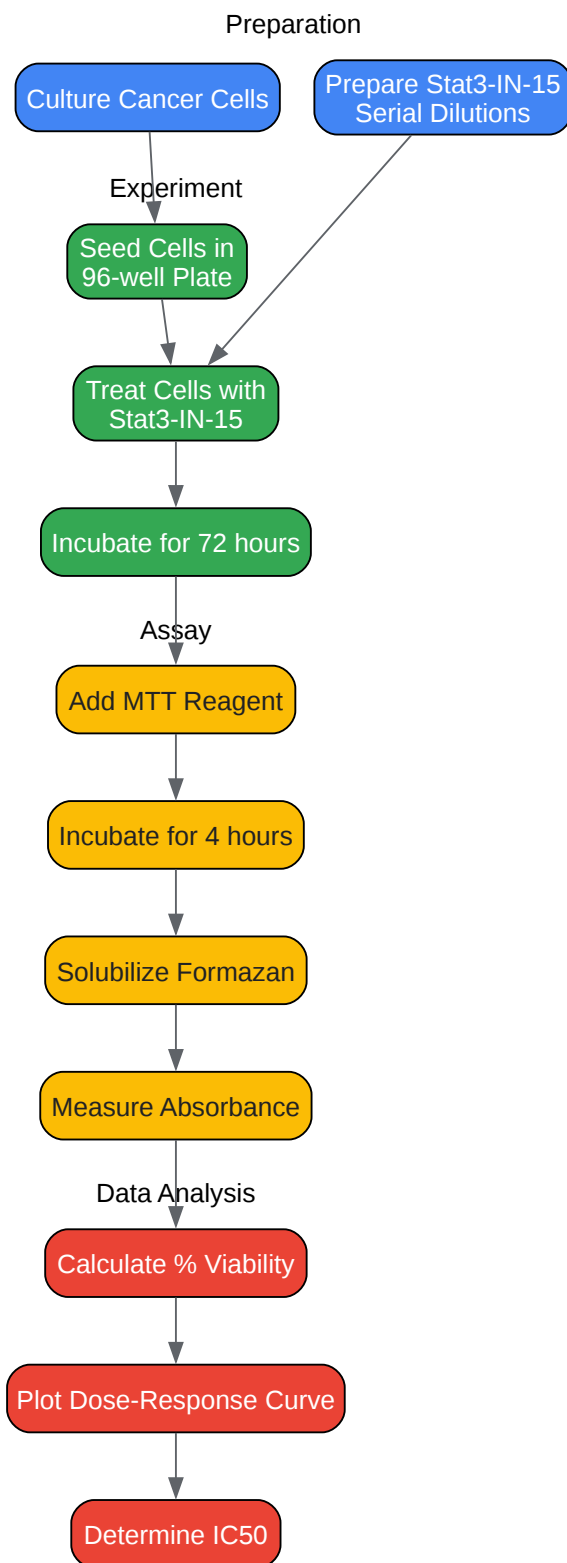 Preparation
Culture Cancer Cells
Prepare Stat3-IN-15
Serial Dilutions
Experiment
Seed Cells in
96-well Plate
Treat Cells with
Stat3-IN-15
Incubate for 72 hours
Assay
Add MTT Reagent
Incubate for 4 hours
Solubilize Formazan
Measure Absorbance
Data Analysis
Calculate % Viability
Plot Dose-Response Curve
Determine IC50